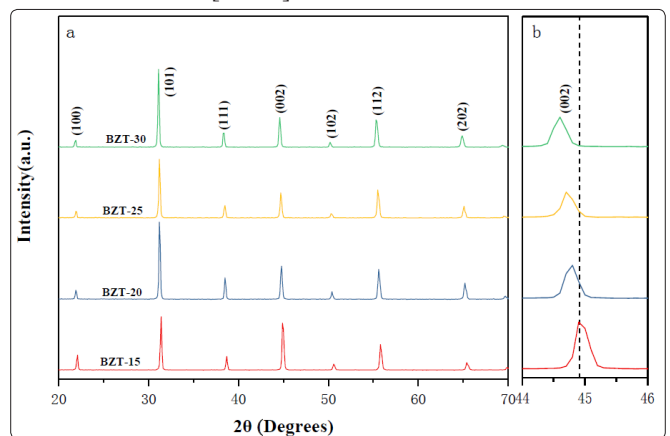 a
b
(100)
(101)
(111)
(002)
(102)
(112)
(202)
(002)
BZT-30
BZT-25
BZT-20
BZT-15
Intensity(a.u.)
20
30
40
50
60
70
44
45
46
2θ (Degrees)